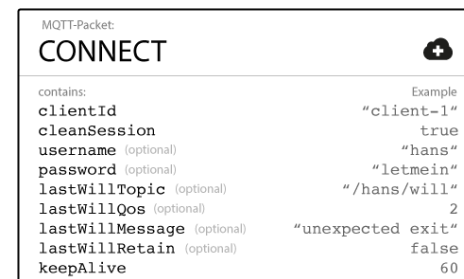 MQTT-Packet:
CONNECT
contains: Example
clientId “client-1“
cleanSession true
username (optional) “hans“
password (optional) “letmein“
lastWillTopic (optional) “/hans/will“
lastWillQos (optional) 2
lastWillMessage (optional) “unexpected exit“
lastWillRetain (optional) false
keepAlive 60